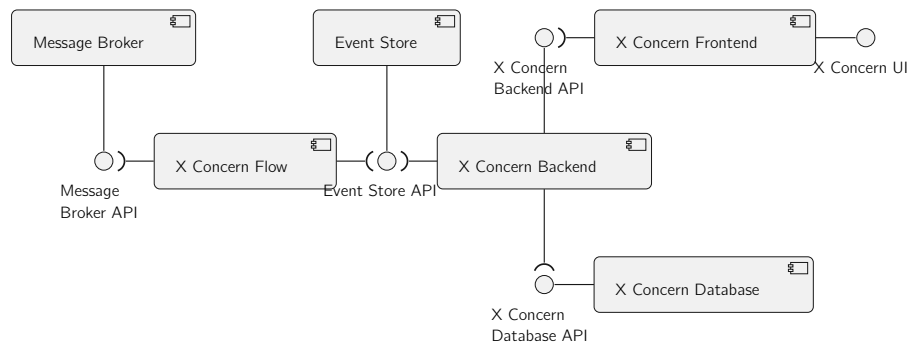 Message Broker
Event Store
X Concern Frontend
X Concern
Backend API
X Concern UI
X Concern Flow
X Concern Backend
Message
Broker API
Event Store API
X Concern Database
X Concern
Database API